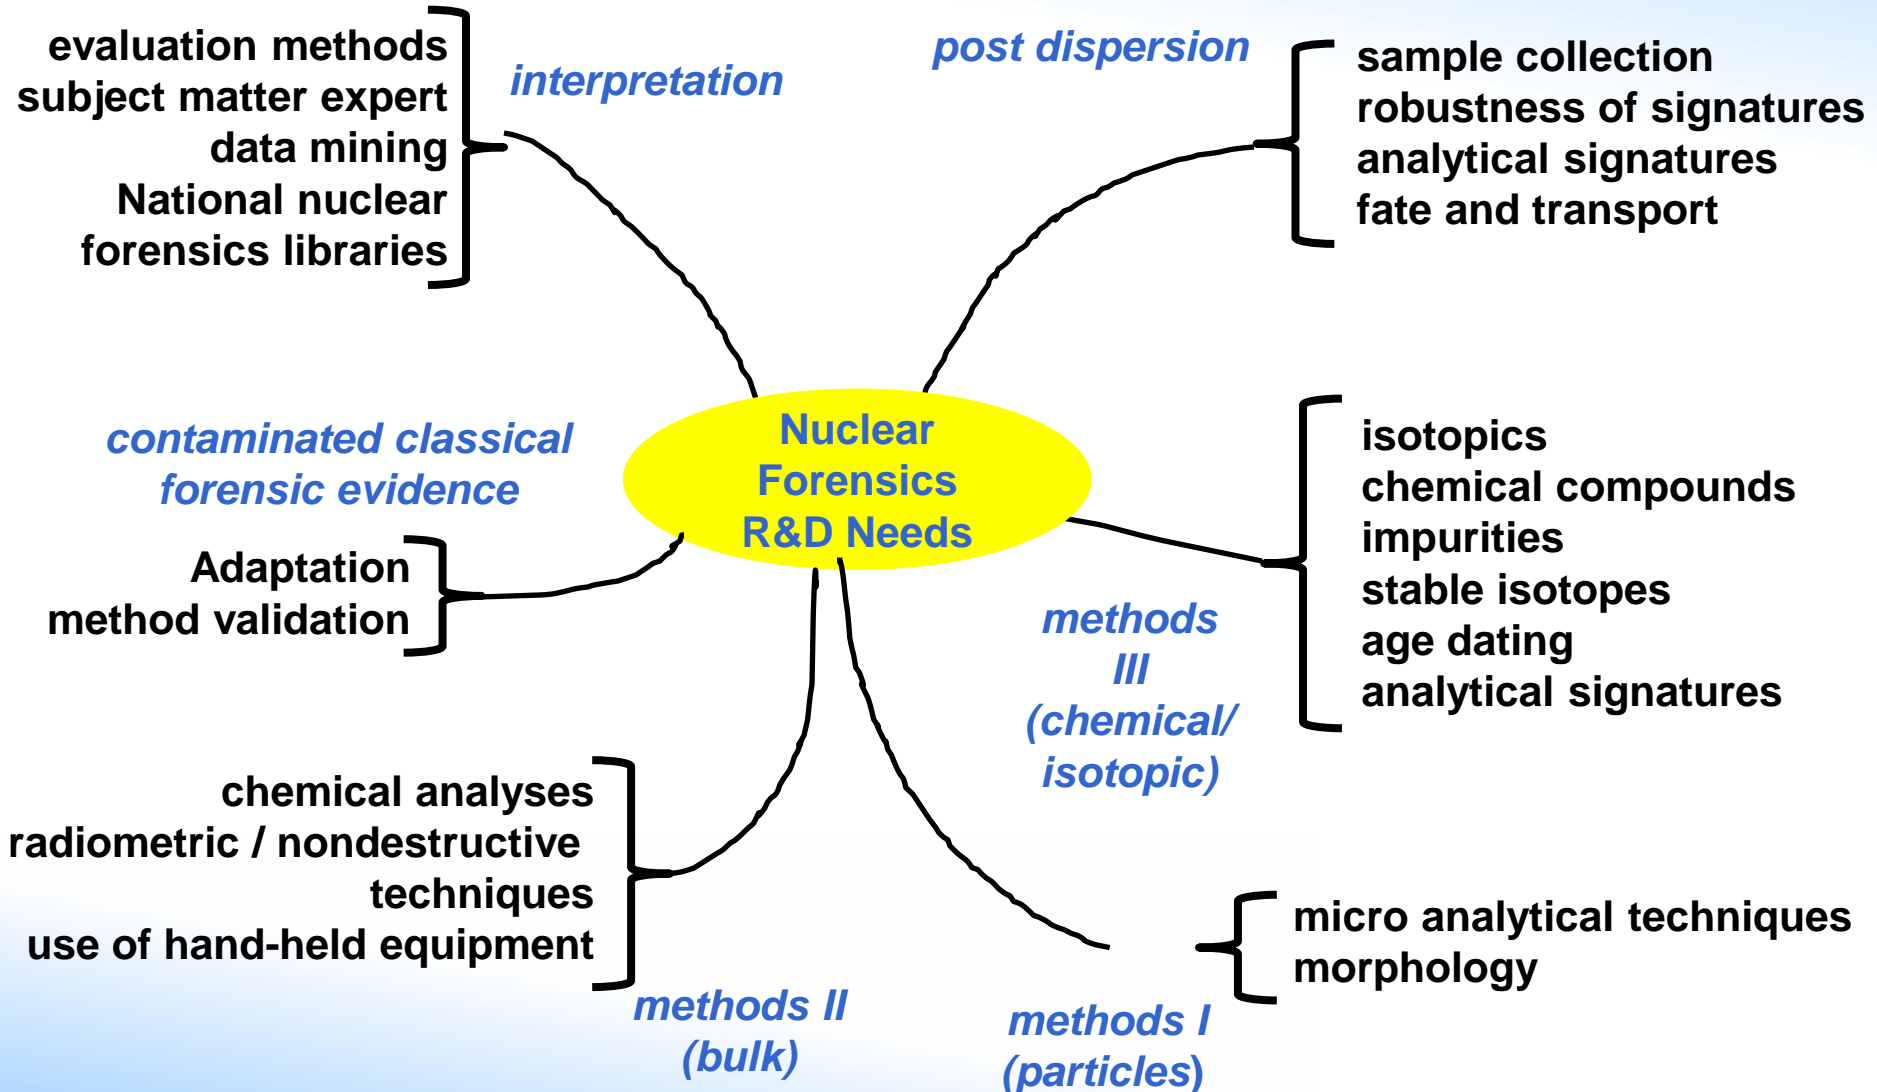 evaluation methods
subject matter expert
data mining
National nuclear
forensics libraries
interpretation
post dispersion
sample collection
robustness of signatures
analytical signatures
fate and transport
contaminated classical
forensic evidence
Adaptation
method validation
Nuclear
Forensics
R&D Needs
isotopics
chemical compounds
impurities
stable isotopes
age dating
analytical signatures
methods
III
(chemical/
isotopic)
chemical analyses
radiometric / nondestructive
techniques
use of hand-held equipment
methods II
(bulk)
micro analytical techniques
morphology
methods I
(particles)